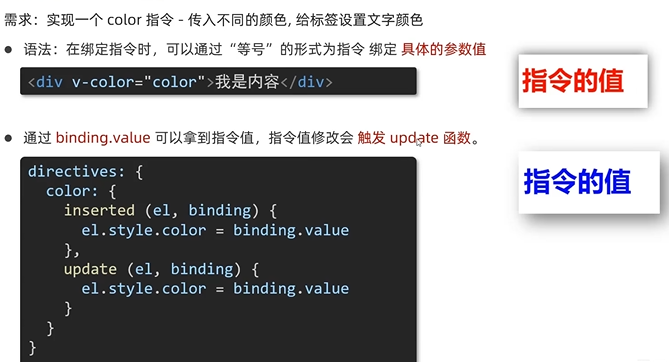 需求：实现一个 color 指令 - 传入不同的颜色, 给标签设置文字颜色
● 语法：在绑定指令时，可以通过“等号”的形式为指令 绑定 具体的参数值
<div v-color="color">我是内容</div>
指令的值
● 通过 binding.value 可以拿到指令值，指令值修改会 触发 update 函数。
指令的值
directives: {
  color: {
    inserted (el, binding) {
      el.style.color = binding.value
    },
    update (el, binding) {
      el.style.color = binding.value
    }
  }
}